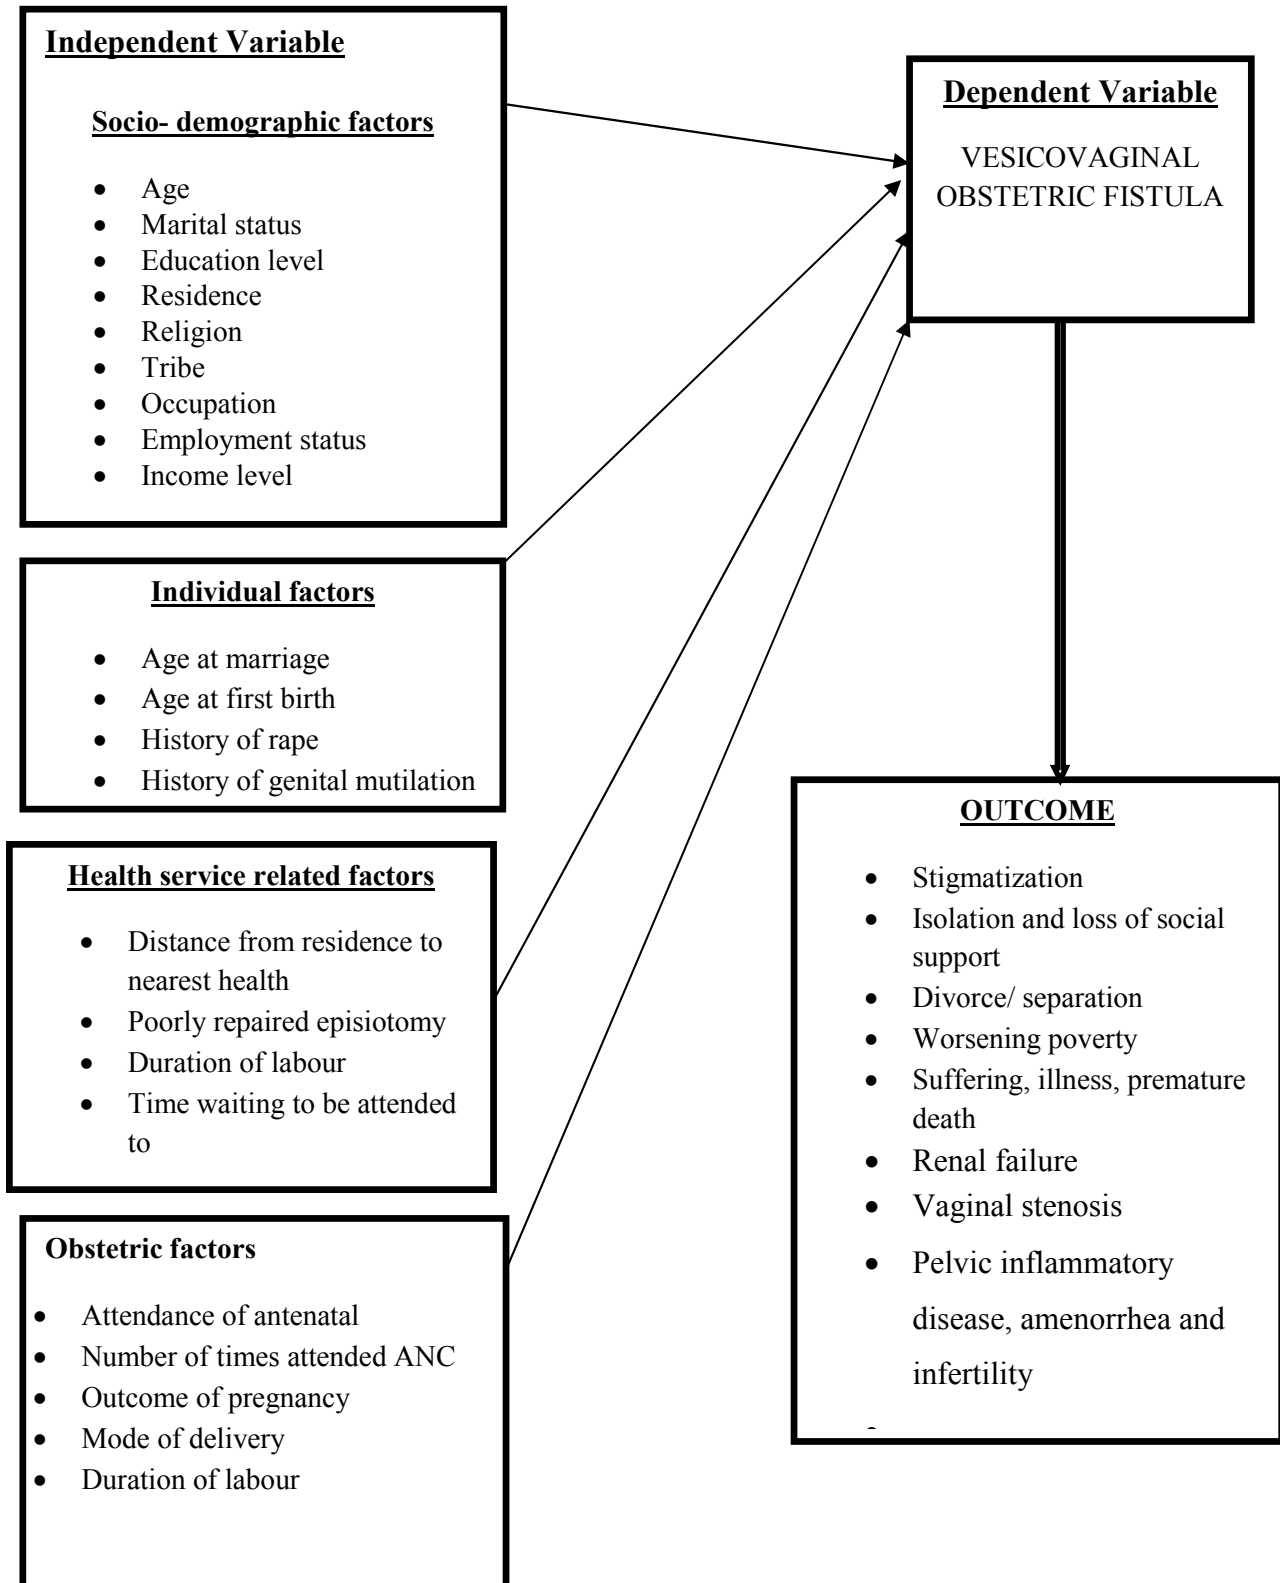 Independent Variable
Socio- demographic factors
• Age
• Marital status
• Education level
• Residence
• Religion
• Tribe
• Occupation
• Employment status
• Income level
Individual factors
• Age at marriage
• Age at first birth
• History of rape
• History of genital mutilation
Health service related factors
• Distance from residence to
nearest health
• Poorly repaired episiotomy
• Duration of labour
• Time waiting to be attended
to
Obstetric factors
• Attendance of antenatal
• Number of times attended ANC
• Outcome of pregnancy
• Mode of delivery
• Duration of labour
Dependent Variable
VESICOVAGINAL
OBSTETRIC FISTULA
OUTCOME
• Stigmatization
• Isolation and loss of social
support
• Divorce/ separation
• Worsening poverty
• Suffering, illness, premature
death
• Renal failure
• Vaginal stenosis
• Pelvic inflammatory
disease, amenorrhea and
infertility